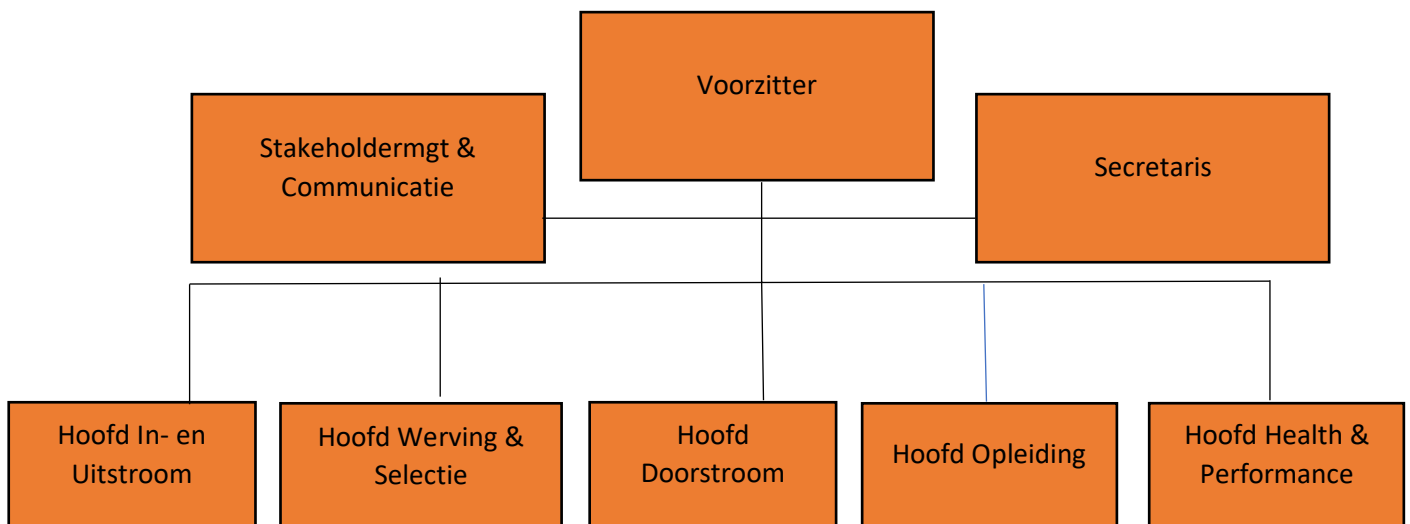 Voorzitter
Stakeholdermgt &
Communicatie
Secretaris
Hoofd In- en
Uitstroom
Hoofd Werving &
Selectie
Hoofd
Doorstroom
Hoofd Opleiding
Hoofd Health &
Performance